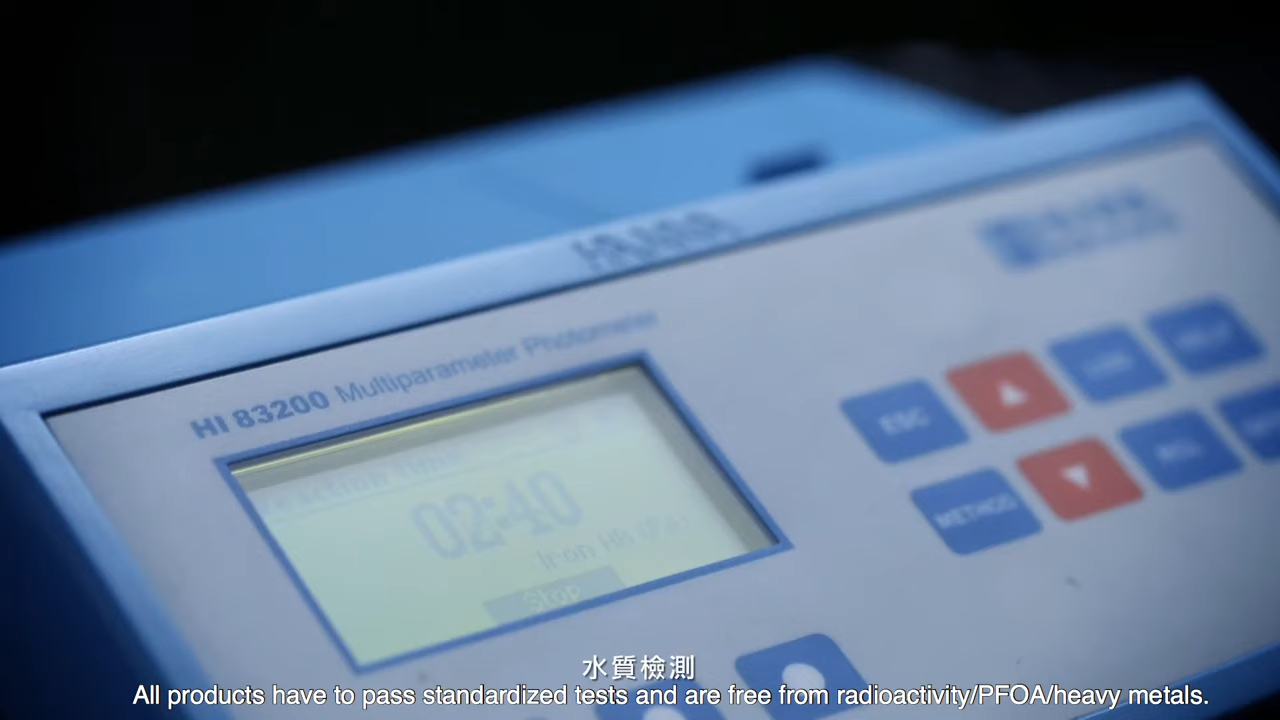 HI 83200 Multiparameter Photometer
02:40
Iron HR (Fe)
Stop
ESC
METHOD
水質檢測
All products have to pass standardized tests and are free from radioactivity/PFOA/heavy metals.